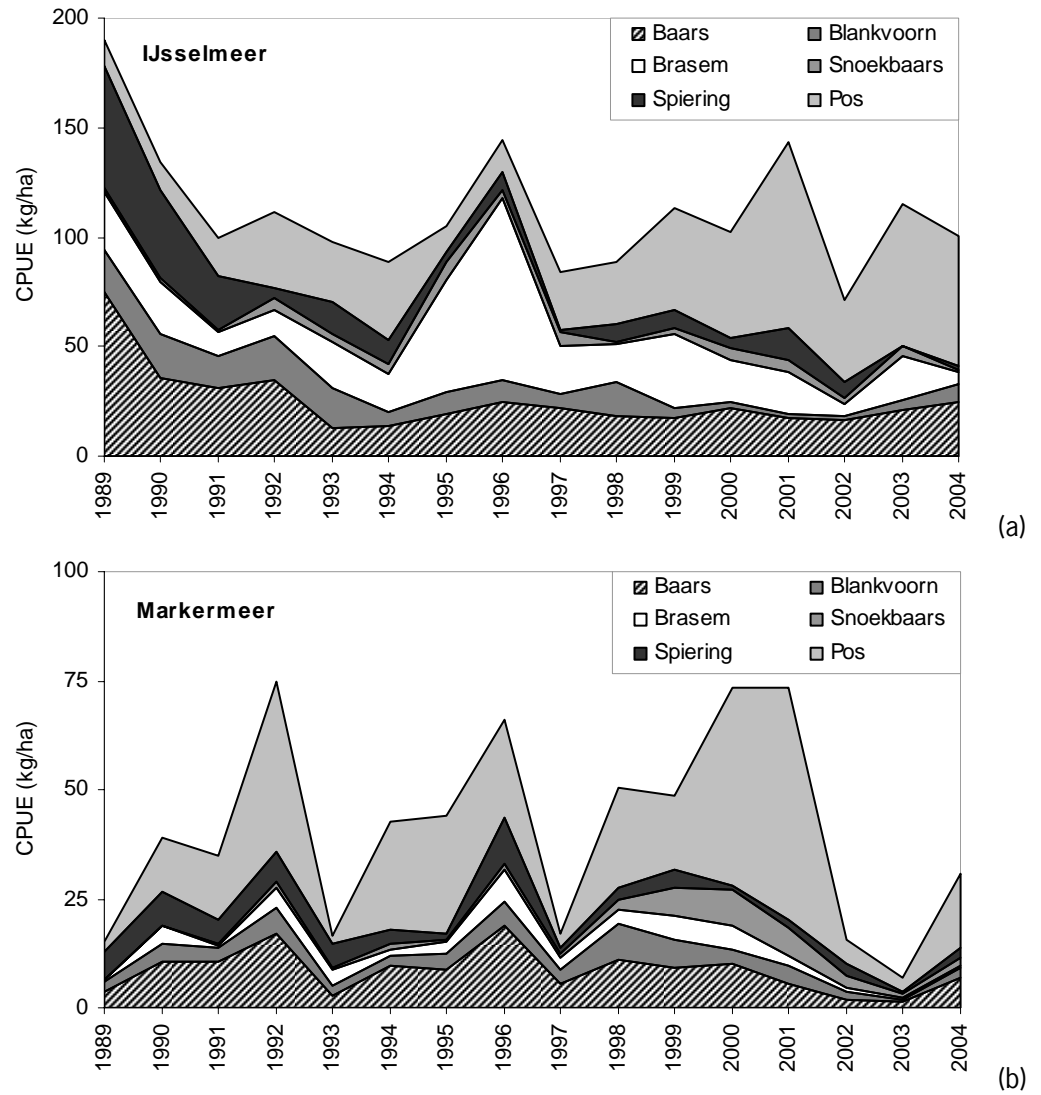 IJsselmeer
Baars
Blankvoorn
Brasem
Snoekbaars
Spiering
Pos
CPUE (kg/ha)
200
150
100
50
0
1989 1990 1991 1992 1993 1994 1995 1996 1997 1998 1999 2000 2001 2002 2003 2004
(a)
Markermeer
Baars
Blankvoorn
Brasem
Snoekbaars
Spiering
Pos
CPUE (kg/ha)
100
75
50
25
0
1989 1990 1991 1992 1993 1994 1995 1996 1997 1998 1999 2000 2001 2002 2003 2004
(b)